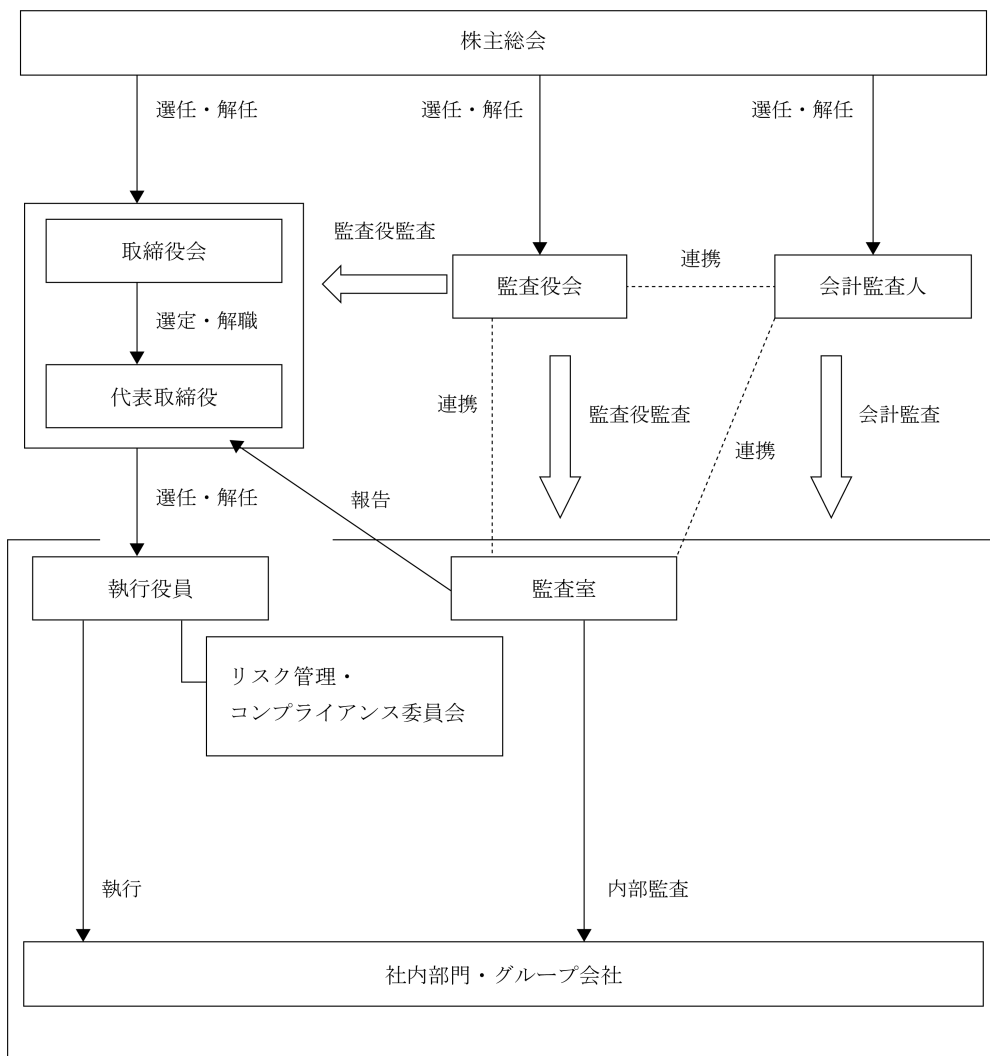 株主総会
選任・解任
選任・解任
選任・解任
取締役会
選定・解職
代表取締役
監査役監査
監査役会
連携
会計監査人
連携
監査役監査
連携
会計監査
選任・解任
報告
執行役員
監査室
リスク管理・
コンプライアンス委員会
執行
内部監査
社内部門・グループ会社